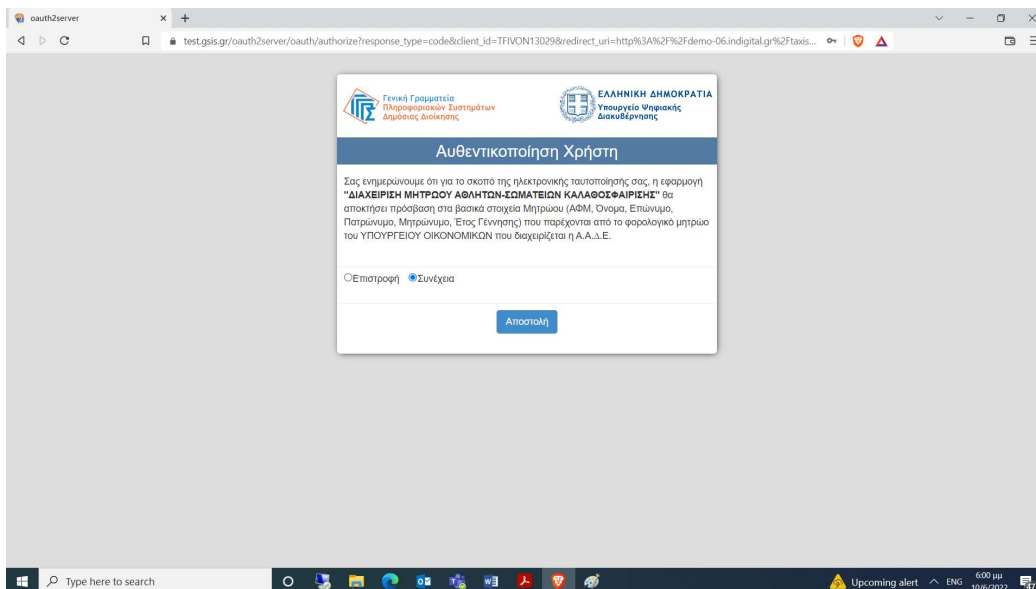 oauth2server
test.gsis.gr/oauth2server/oauth/authorize?response_type=code&client_id=TFIVON13029&redirect_uri=http%3A%2F%2Fdemo-06.indigital.gr%2Ftaxis...
Γενική Γραμματεία
Πληροφοριακών Συστημάτων
Δημόσιας Διοίκησης
ΕΛΛΗΝΙΚΗ ΔΗΜΟΚΡΑΤΙΑ
Υπουργείο Ψηφιακής
Διακυβέρνησης
Αυθεντικοποίηση Χρήστη
Σας ενημερώνουμε ότι για το σκοπό της ηλεκτρονικής ταυτοποίησής σας, η εφαρμογή
"ΔΙΑΧΕΙΡΙΣΗ ΜΗΤΡΩΟΥ ΑΘΛΗΤΩΝ-ΣΩΜΑΤΕΙΩΝ ΚΑΛΑΘΟΣΦΑΙΡΙΣΗΣ" θα
αποκτήσει πρόσβαση στα βασικά στοιχεία Μητρώου (ΑΦΜ, Όνομα, Επώνυμο,
Πατρώνυμο, Μητρώνυμο, Έτος Γέννησης) που παρέχονται από το φορολογικό μητρώο
του ΥΠΟΥΡΓΕΙΟΥ ΟΙΚΟΝΟΜΙΚΩΝ που διαχειρίζεται η Α.Α.Δ.Ε.
Επιστροφή Συνέχεια
Αποστολή
Type here to search
Upcoming alert
ENG
6:00 μμ
10/6/2022